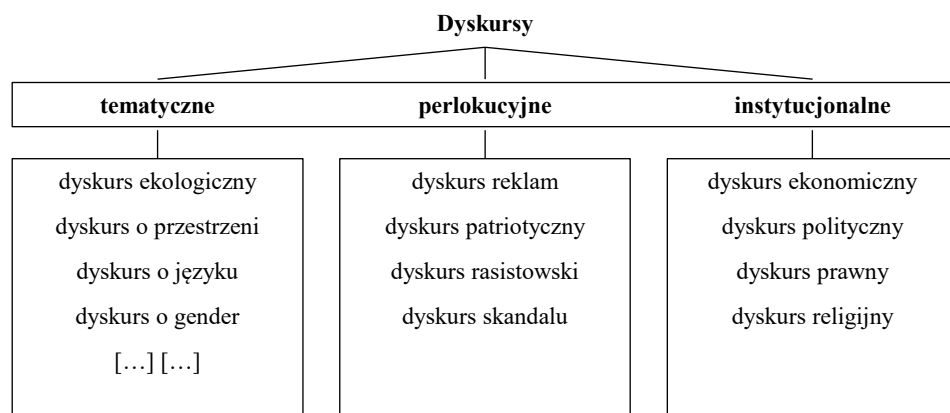 Dyskursy
tematyczne
perlokucyjne
instytucjonalne
dyskurs ekologiczny
dyskurs o przestrzeni
dyskurs o języku
dyskurs o gender
[…] […]
dyskurs reklam
dyskurs patriotyczny
dyskurs rasistowski
dyskurs skandalu
dyskurs ekonomiczny
dyskurs polityczny
dyskurs prawny
dyskurs religijny